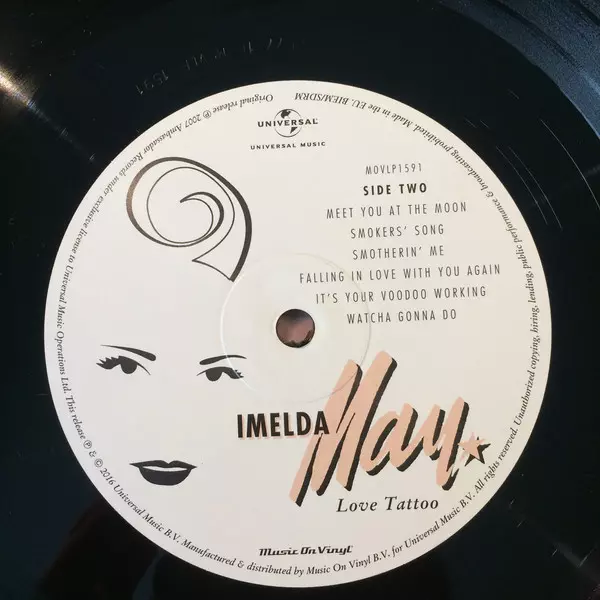 UNIVERSAL
UNIVERSAL MUSIC
MOVLP1591
SIDE TWO
MEET YOU AT THE MOON
SMOKERS' SONG
SMOTHERIN' ME
FALLING IN LOVE WITH YOU AGAIN
IT'S YOUR VOODOO WORKING
WATCHA GONNA DO
IMELDA May
Love Tattoo
Music On Vinyl
Original release ℗ 2007 Ambassador Records under exclusive license to Universal Music Operations Ltd. This release ℗ & © 2016 Universal Music B.V. Manufactured & distributed by Music On Vinyl B.V. for Universal Music B.V. All rights reserved. Unauthorized copying, hiring, lending, public performance & broadcasting prohibited. Made in the EU. BIEM/SDRM